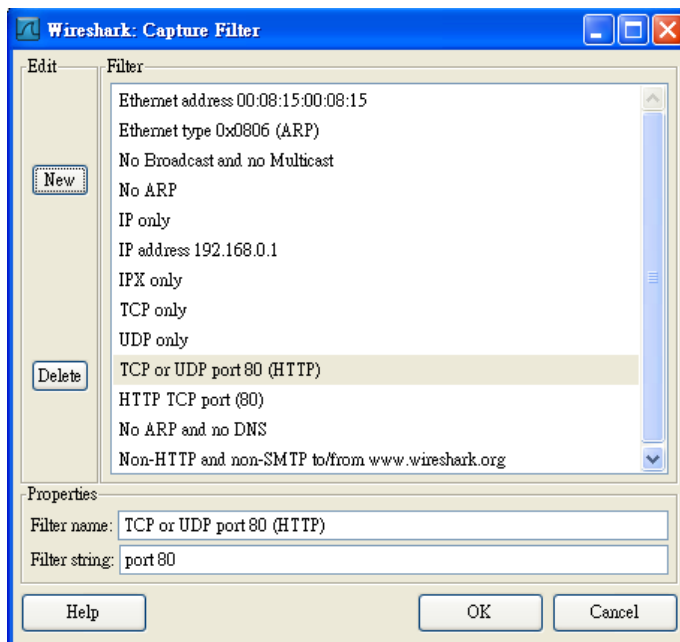 Wireshark: Capture Filter
Edit
Filter
New
Delete
Ethernet address 00:08:15:00:08:15
Ethernet type 0x0806 (ARP)
No Broadcast and no Multicast
No ARP
IP only
IP address 192.168.0.1
IPX only
TCP only
UDP only
TCP or UDP port 80 (HTTP)
HTTP TCP port (80)
No ARP and no DNS
Non-HTTP and non-SMTP to/from www.wireshark.org
Properties
Filter name: TCP or UDP port 80 (HTTP)
Filter string: port 80
Help
OK
Cancel